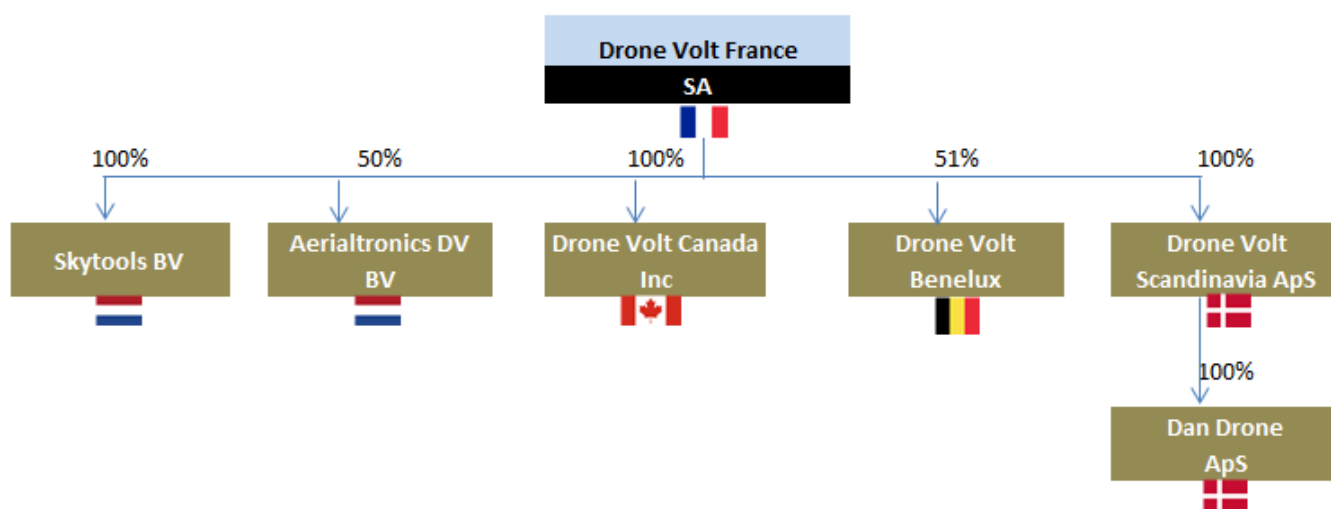 Drone Volt France
SA
100%
50%
100%
51%
100%
Skytools BV
Aerialtronics DV
BV
Drone Volt Canada
Inc
Drone Volt
Benelux
Drone Volt
Scandinavia ApS
100%
Dan Drone
ApS